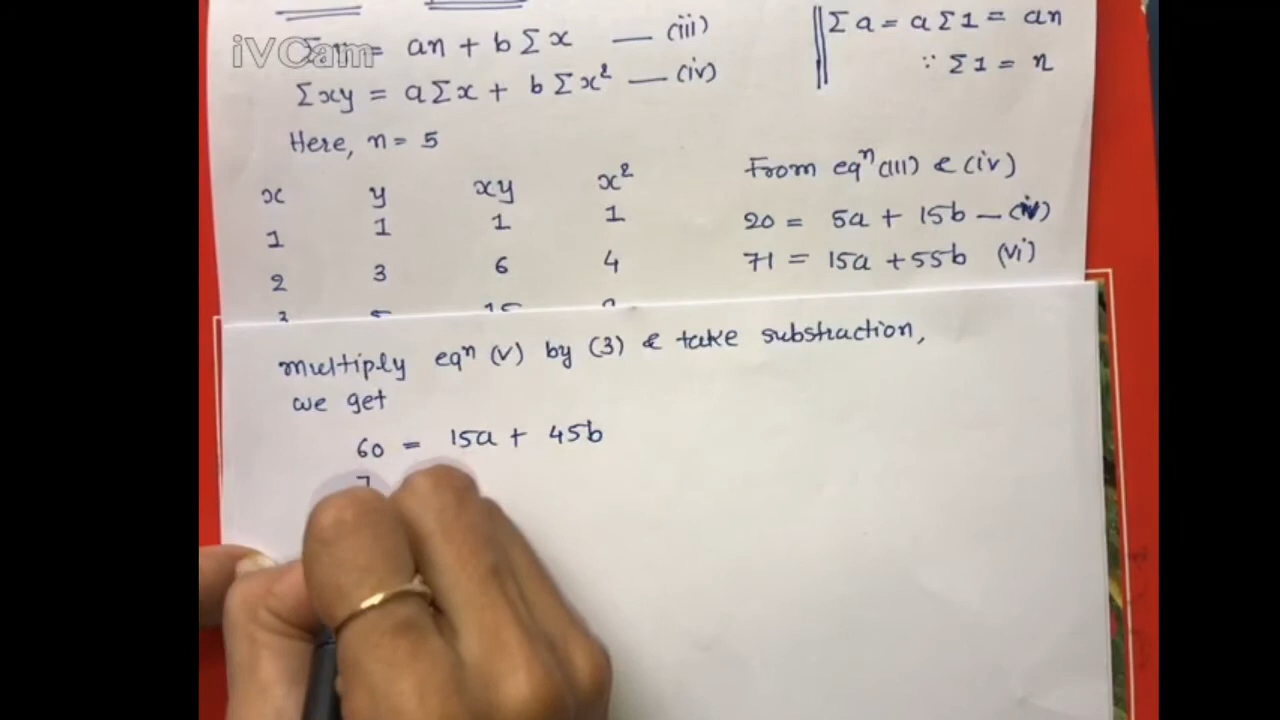 iVCam
= an + b Σx — (iii)
Σxy = aΣx + bΣx² — (iv)
Σa = aΣ1 = an
∵ Σ1 = n
Here, n = 5
x y xy x²
1 1 1 1
2 3 6 4
From eqⁿ (III) & (iv)
20 = 5a + 15b —
71 = 15a + 55b (vi)
multiply eqⁿ (v) by (3) & take substraction,
we get
60 = 15a + 45b
7